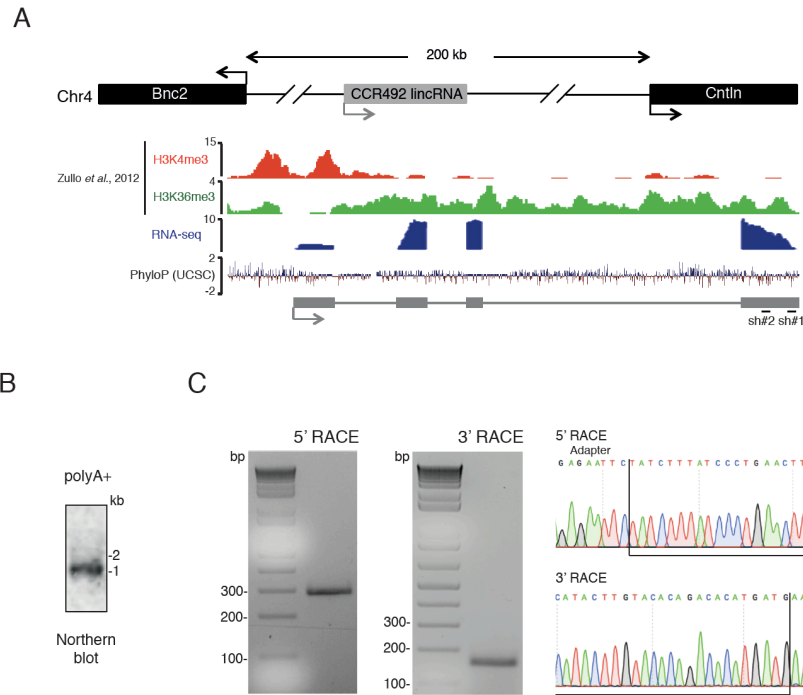 A
200 kb
Chr4
Bnc2
CCR492 lincRNA
Cntln
Zullo et al., 2012
H3K4me3
15
H3K36me3
4
RNA-seq
10
PhyloP (UCSC)
2
-2
sh#2 sh#1
B
polyA+
kb
-2
-1
Northern
blot
C
5' RACE
bp
300-
200-
100-
3' RACE
bp
300-
200-
100-
5' RACE
Adapter
G A G A A T T C T A T C T T T A T C C C T G A A C T T
3' RACE
C A T A C T T G T A C A C A G A C A C A T G A T G A A